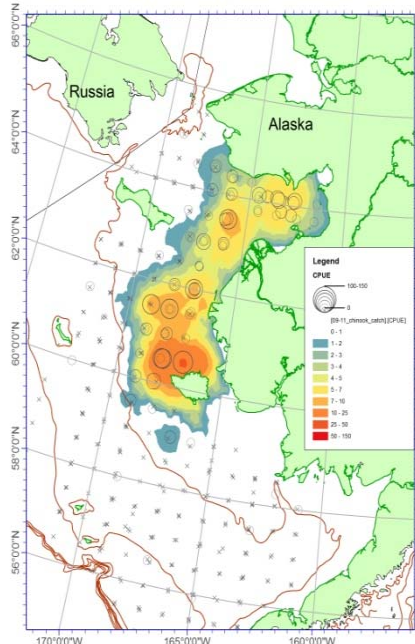 66°0'0"N
Russia
Alaska
64°0'0"N
62°0'0"N
60°0'0"N
58°0'0"N
56°0'0"N
Legend
CPUE
100-150
0
[09-11_chinook_catch].[CPUE]
0 - 1
1 - 2
2 - 3
3 - 4
4 - 5
5 - 7
7 - 10
10 - 25
25 - 50
50 - 150
170°0'0"W
165°0'0"W
160°0'0"W